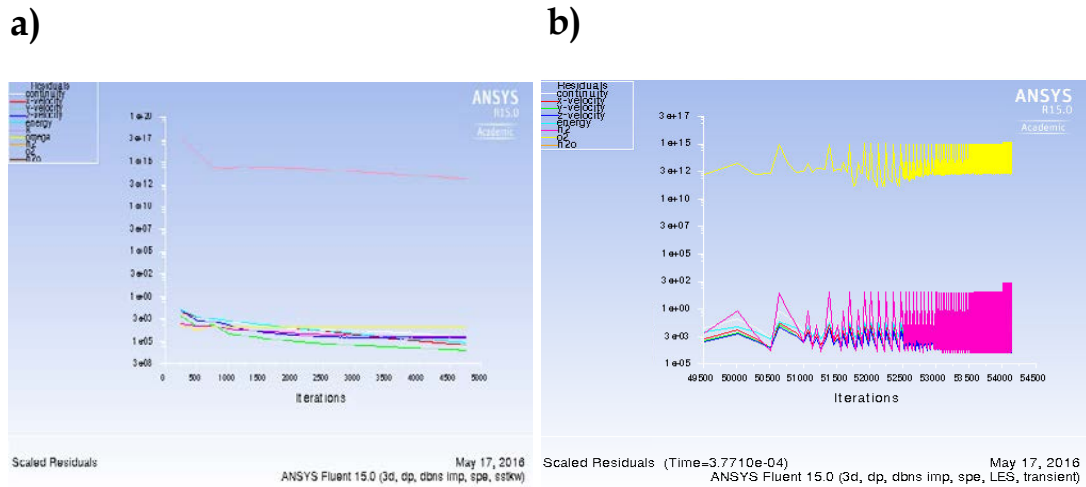 a)
b)
Residuals
continuity
x-velocity
y-velocity
z-velocity
energy
k
omega
h2
o2
h2o
ANSYS
R15.0
Academic
1e+20
3e+17
1e+15
3e+12
1e+10
3e+07
1e+05
3e+02
1e+00
3e+03
1e+05
3e+08
0
500
1000
1500
2000
2500
3000
3500
4000
4500
5000
Iterations
Scaled Residuals
May 17, 2016
ANSYS Fluent 15.0 (3d, dp, dbns imp, spe, sstkw)
Residuals
continuity
x-velocity
y-velocity
z-velocity
energy
h2
o2
h2o
ANSYS
R15.0
Academic
3e+17
1e+15
3e+12
1e+10
3e+07
1e+05
3e+02
1e+00
3e+03
1e+05
49500
50000
50500
51000
51500
52000
52500
53000
53500
54000
54500
Iterations
Scaled Residuals (Time=3.7710e-04)
May 17, 2016
ANSYS Fluent 15.0 (3d, dp, dbns imp, spe, LES, transient)